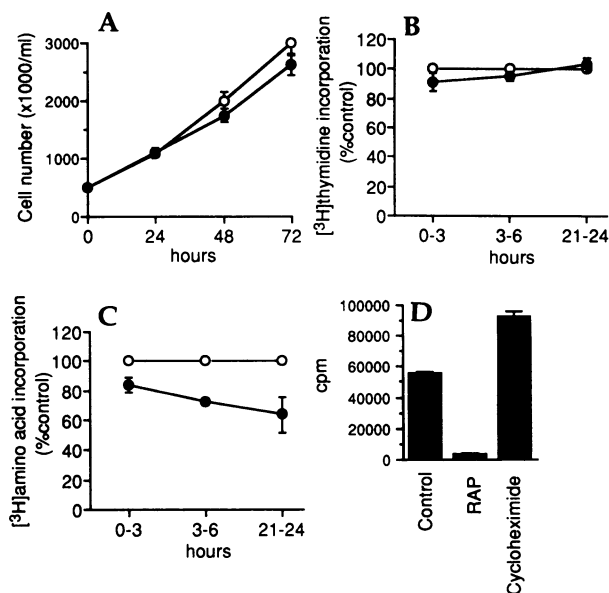 A
Cell number (x1000/ml)
3000
2000
1000
0
0 24 48 72
hours
B
[³H]thymidine incorporation
(%control)
120
100
80
60
40
20
0
0-3 3-6 21-24
hours
C
[³H]amino acid incorporation
(%control)
120
100
80
60
40
20
0
0-3 3-6 21-24
hours
D
cpm
100000
80000
60000
40000
20000
0
Control
RAP
Cycloheximide